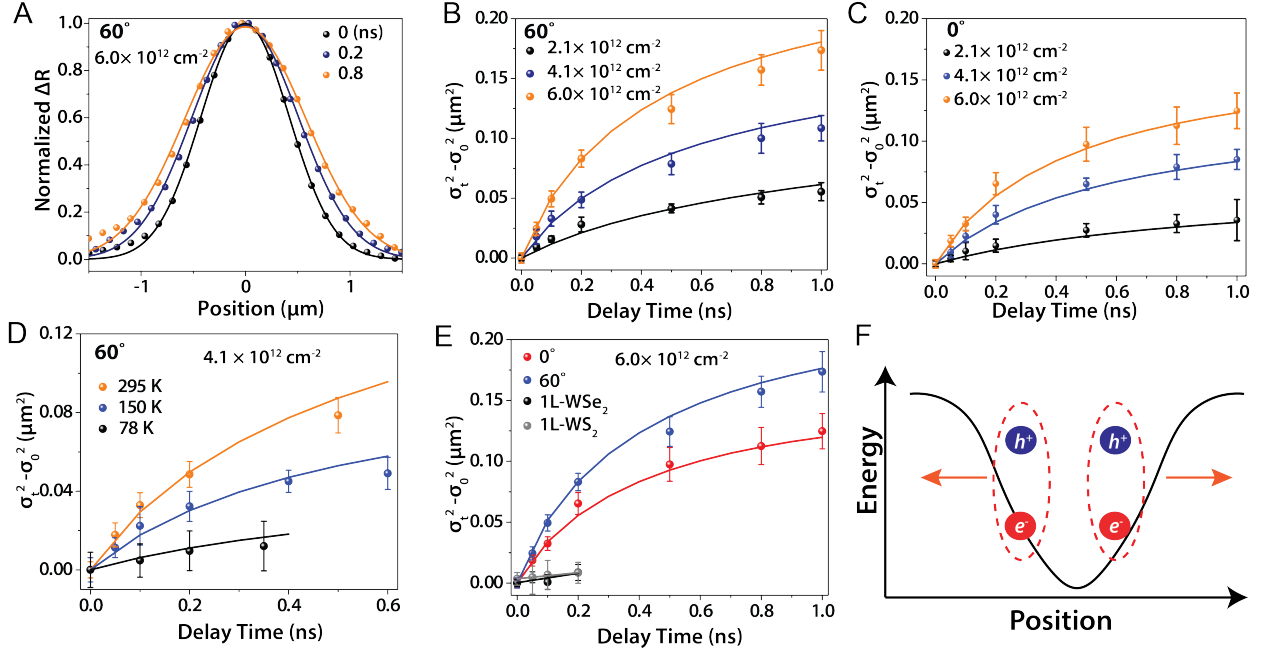 A
60°
6.0× 10¹² cm⁻²
0 (ns)
0.2
0.8
Normalized ΔR
1.0
0.8
0.6
0.4
0.2
0.0
-1
0
1
Position (μm)
B
60°
2.1× 10¹² cm⁻²
4.1× 10¹² cm⁻²
6.0× 10¹² cm⁻²
σₜ² -σ₀² (μm²)
0.20
0.15
0.10
0.05
0.00
0.0
0.2
0.4
0.6
0.8
1.0
Delay Time (ns)
C
0°
2.1× 10¹² cm⁻²
4.1× 10¹² cm⁻²
6.0× 10¹² cm⁻²
σₜ² -σ₀² (μm²)
0.20
0.15
0.10
0.05
0.00
0.0
0.2
0.4
0.6
0.8
1.0
Delay Time (ns)
D
60°
4.1 × 10¹² cm⁻²
295 K
150 K
78 K
σₜ² -σ₀² (μm²)
0.12
0.08
0.04
0.00
0.0
0.2
0.4
0.6
Delay Time (ns)
E
6.0× 10¹² cm⁻²
0°
60°
1L-WSe₂
1L-WS₂
σₜ² -σ₀² (μm²)
0.20
0.15
0.10
0.05
0.00
0.0
0.2
0.4
0.6
0.8
1.0
Delay Time (ns)
F
Energy
h⁺
h⁺
e⁻
e⁻
Position